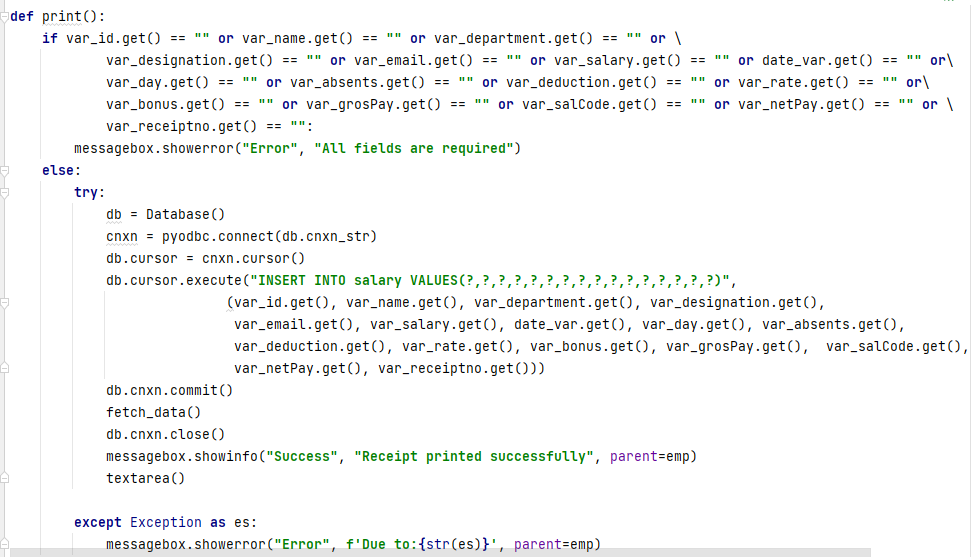 def print():
    if var_id.get() == "" or var_name.get() == "" or var_department.get() == "" or \
            var_designation.get() == "" or var_email.get() == "" or var_salary.get() == "" or date_var.get() == "" or\
            var_day.get() == "" or var_absents.get() == "" or var_deduction.get() == "" or var_rate.get() == "" or\
            var_bonus.get() == "" or var_grosPay.get() == "" or var_salCode.get() == "" or var_netPay.get() == "" or \
            var_receiptno.get() == "":
        messagebox.showerror("Error", "All fields are required")
    else:
        try:
            db = Database()
            cnxn = pyodbc.connect(db.cnxn_str)
            db.cursor = cnxn.cursor()
            db.cursor.execute("INSERT INTO salary VALUES(?,?,?,?,?,?,?,?,?,?,?,?,?,?,?,?)",
                           (var_id.get(), var_name.get(), var_department.get(), var_designation.get(),
                            var_email.get(), var_salary.get(), date_var.get(), var_day.get(), var_absents.get(),
                            var_deduction.get(), var_rate.get(), var_bonus.get(), var_grosPay.get(),  var_salCode.get(),
                            var_netPay.get(), var_receiptno.get()))
            db.cnxn.commit()
            fetch_data()
            db.cnxn.close()
            messagebox.showinfo("Success", "Receipt printed successfully", parent=emp)
            textarea()

        except Exception as es:
            messagebox.showerror("Error", f'Due to:{str(es)}', parent=emp)